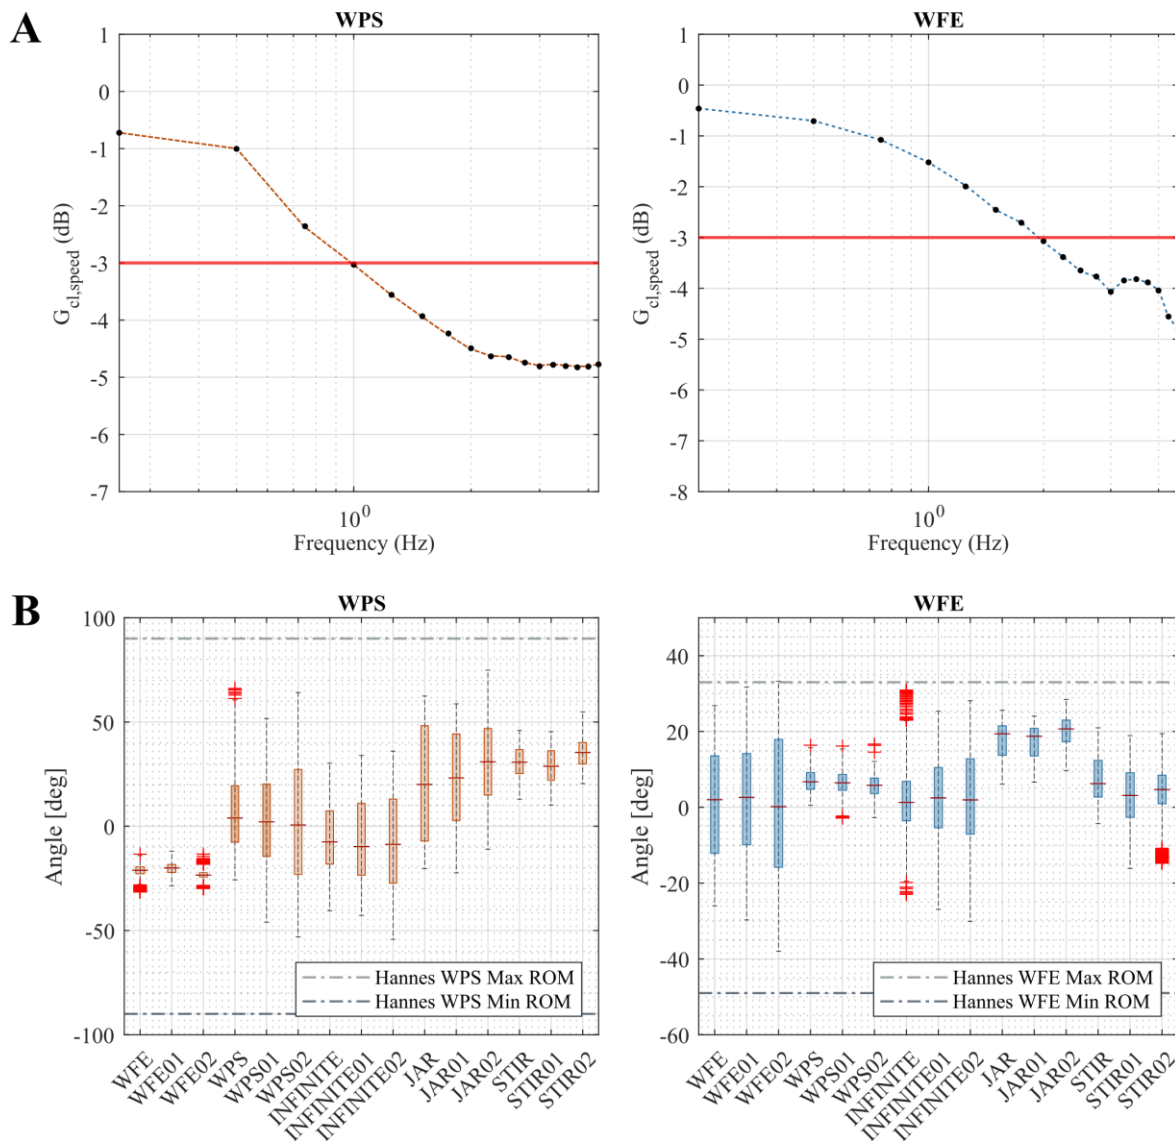 A
WPS
1
0
-1
-2
-3
-4
-5
-6
-7
G_cl,speed (dB)
10^0
Frequency (Hz)
WFE
1
0
-1
-2
-3
-4
-5
-6
-7
-8
G_cl,speed (dB)
10^0
Frequency (Hz)
B
WPS
100
50
0
-50
-100
Angle [deg]
Hannes WPS Max ROM
Hannes WPS Min ROM
WFE
WFE01
WFE02
WPS
WPS01
WPS02
INFINITE
INFINITE01
INFINITE02
JAR
JAR01
JAR02
STIR
STIR01
STIR02
WFE
40
20
0
-20
-40
-60
Angle [deg]
Hannes WFE Max ROM
Hannes WFE Min ROM
WFE
WFE01
WFE02
WPS
WPS01
WPS02
INFINITE
INFINITE01
INFINITE02
JAR
JAR01
JAR02
STIR
STIR01
STIR02